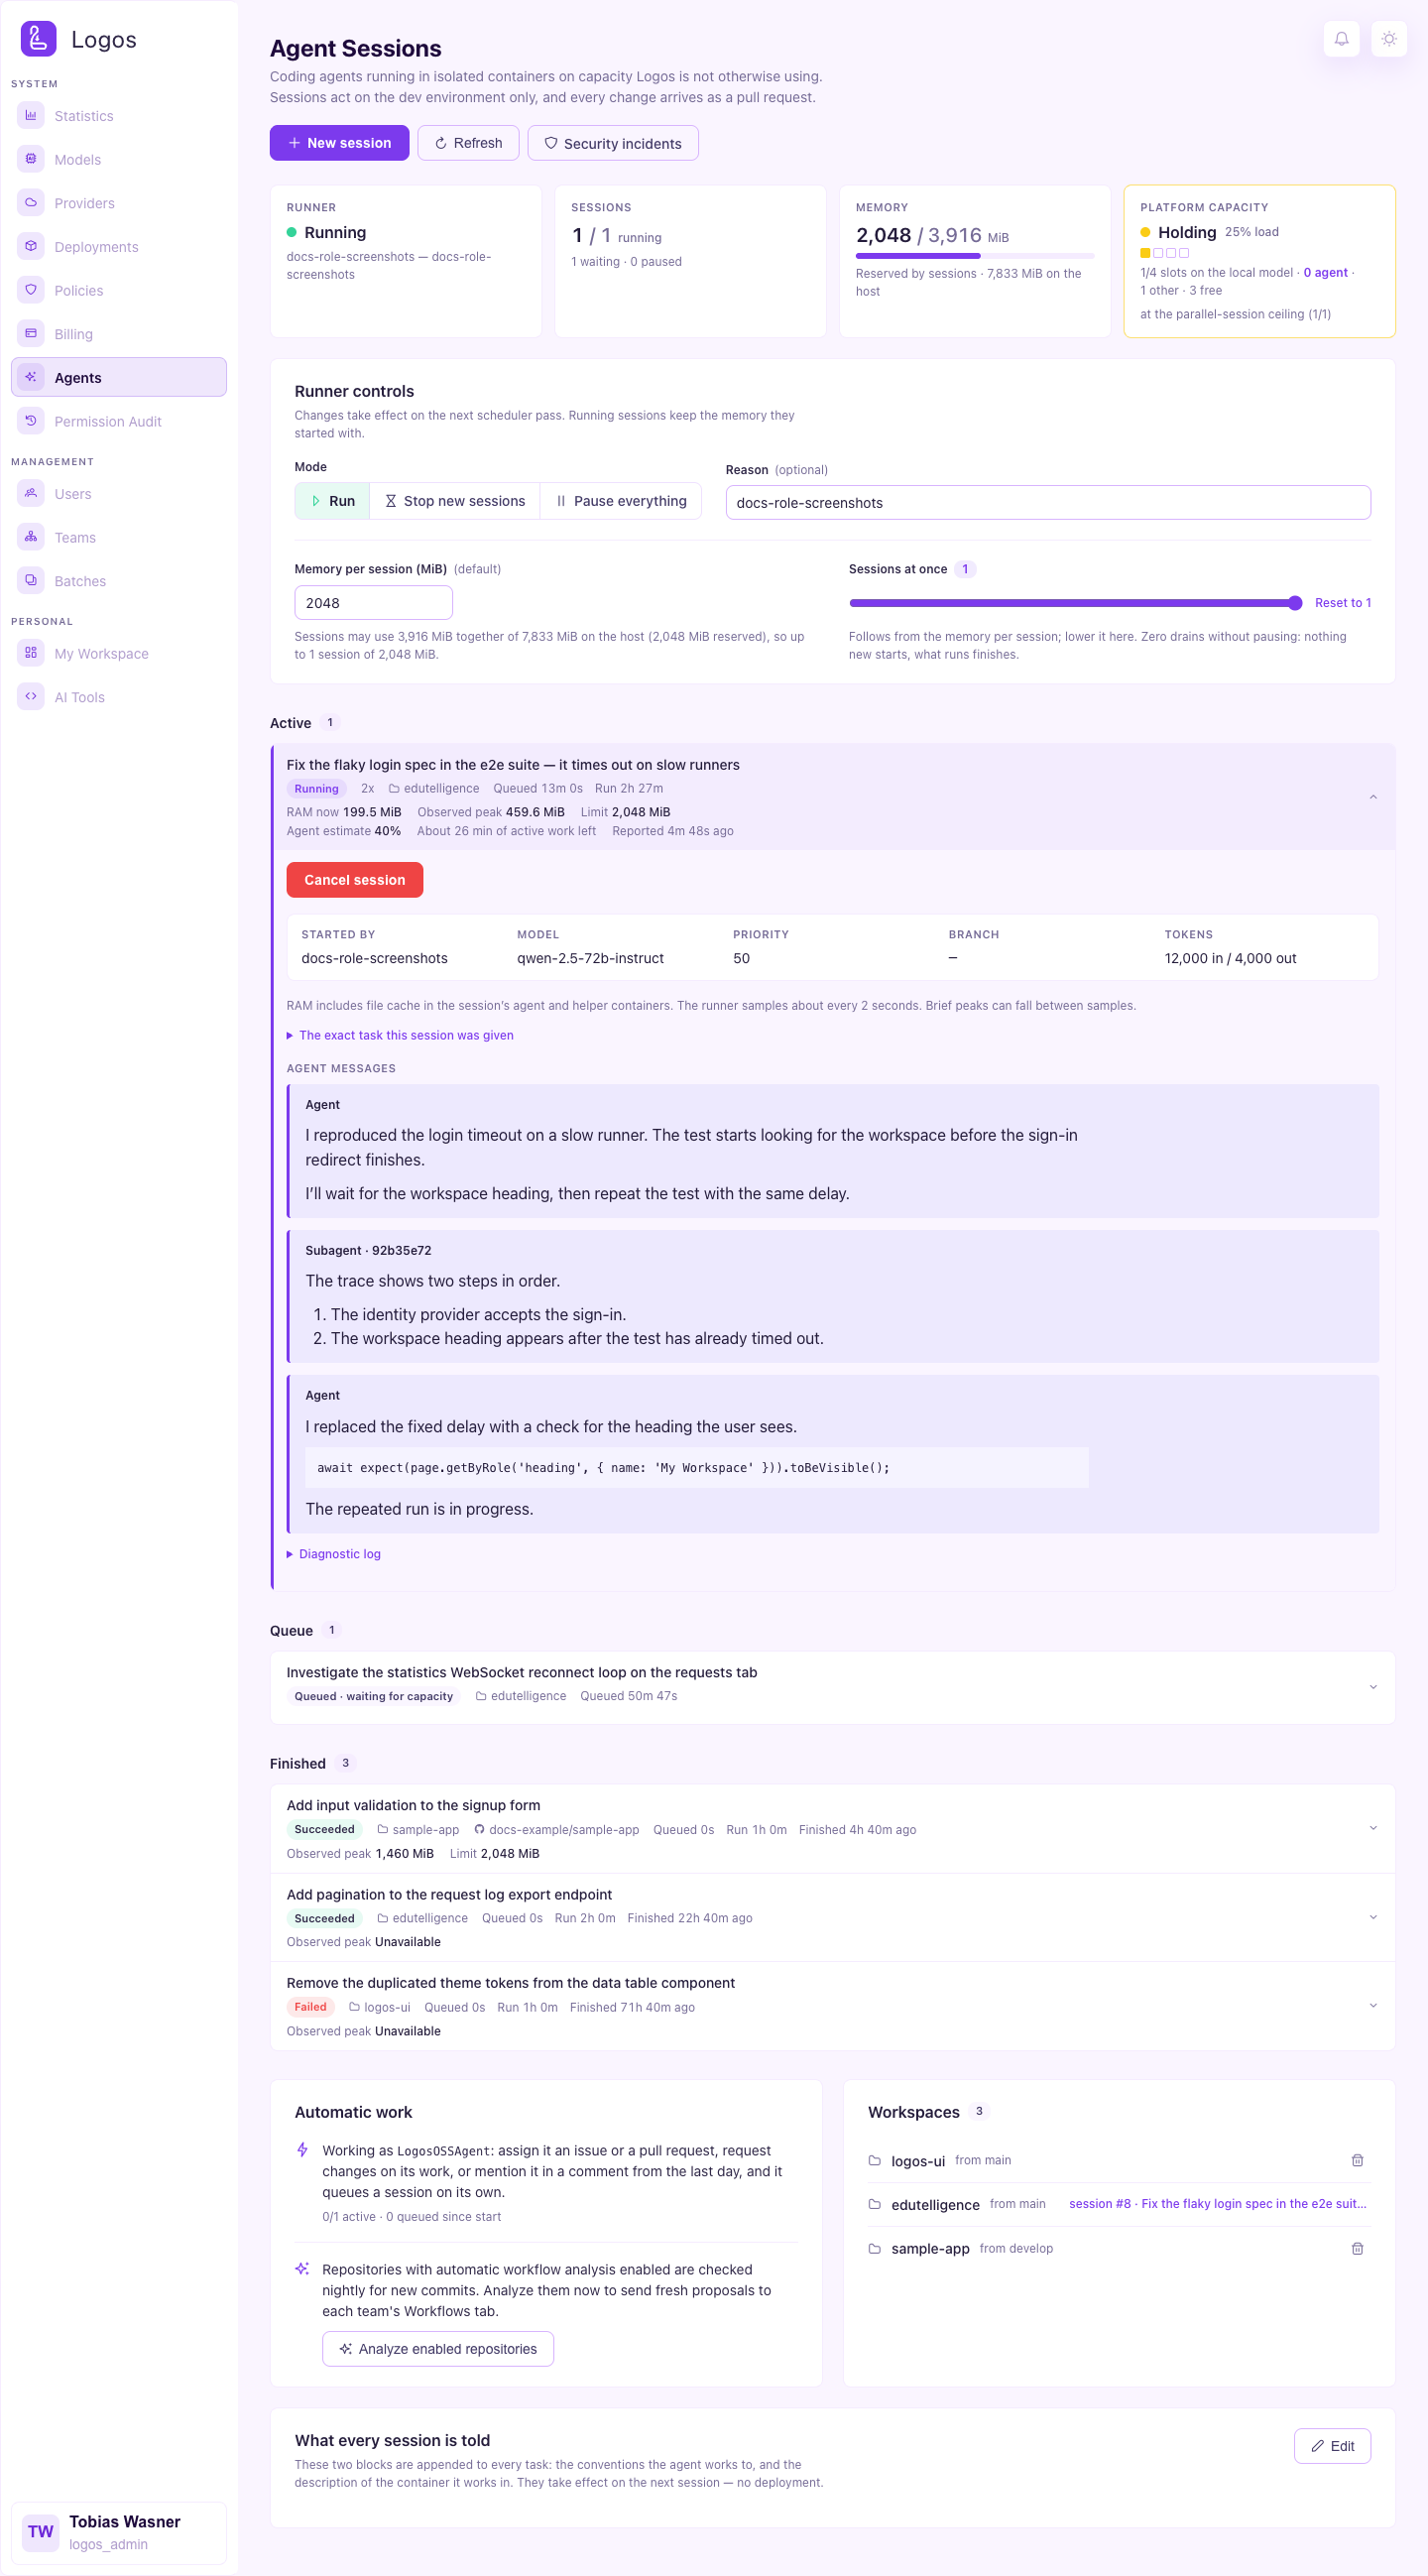 Logos
SYSTEM
Statistics
Models
Providers
Deployments
Policies
Billing
Agents
Permission Audit
MANAGEMENT
Users
Teams
Batches
PERSONAL
My Workspace
AI Tools
TW
Tobias Wasner
logos_admin
Agent Sessions
Coding agents running in isolated containers on capacity Logos is not otherwise using.
Sessions act on the dev environment only, and every change arrives as a pull request.
New session
Refresh
Security incidents
RUNNER
Running
docs-role-screenshots — docs-role-
screenshots
SESSIONS
1 / 1 running
1 waiting · 0 paused
MEMORY
2,048 / 3,916 MiB
Reserved by sessions · 7,833 MiB on the
host
PLATFORM CAPACITY
Holding 25% load
1/4 slots on the local model · 0 agent ·
1 other · 3 free
at the parallel-session ceiling (1/1)
Runner controls
Changes take effect on the next scheduler pass. Running sessions keep the memory they
started with.
Mode
Run
Stop new sessions
Pause everything
Reason (optional)
docs-role-screenshots
Memory per session (MiB) (default)
2048
Sessions may use 3,916 MiB together of 7,833 MiB on the host (2,048 MiB reserved), so up
to 1 session of 2,048 MiB.
Sessions at once 1
Reset to 1
Follows from the memory per session; lower it here. Zero drains without pausing: nothing
new starts, what runs finishes.
Active 1
Fix the flaky login spec in the e2e suite — it times out on slow runners
Running 2x edutelligence Queued 13m 0s Run 2h 27m
RAM now 199.5 MiB Observed peak 459.6 MiB Limit 2,048 MiB
Agent estimate 40% About 26 min of active work left Reported 4m 48s ago
Cancel session
STARTED BY
docs-role-screenshots
MODEL
qwen-2.5-72b-instruct
PRIORITY
50
BRANCH
—
TOKENS
12,000 in / 4,000 out
RAM includes file cache in the session's agent and helper containers. The runner samples about every 2 seconds. Brief peaks can fall between samples.
The exact task this session was given
AGENT MESSAGES
Agent
I reproduced the login timeout on a slow runner. The test starts looking for the workspace before the sign-in
redirect finishes.
I'll wait for the workspace heading, then repeat the test with the same delay.
Subagent · 92b35e72
The trace shows two steps in order.
1. The identity provider accepts the sign-in.
2. The workspace heading appears after the test has already timed out.
Agent
I replaced the fixed delay with a check for the heading the user sees.
await expect(page.getByRole('heading', { name: 'My Workspace' })).toBeVisible();
The repeated run is in progress.
Diagnostic log
Queue 1
Investigate the statistics WebSocket reconnect loop on the requests tab
Queued · waiting for capacity edutelligence Queued 50m 47s
Finished 3
Add input validation to the signup form
Succeeded sample-app docs-example/sample-app Queued 0s Run 1h 0m Finished 4h 40m ago
Observed peak 1,460 MiB Limit 2,048 MiB
Add pagination to the request log export endpoint
Succeeded edutelligence Queued 0s Run 2h 0m Finished 22h 40m ago
Observed peak Unavailable
Remove the duplicated theme tokens from the data table component
Failed logos-ui Queued 0s Run 1h 0m Finished 71h 40m ago
Observed peak Unavailable
Automatic work
Working as LogosOSSAgent: assign it an issue or a pull request, request
changes on its work, or mention it in a comment from the last day, and it
queues a session on its own.
0/1 active · 0 queued since start
Repositories with automatic workflow analysis enabled are checked
nightly for new commits. Analyze them now to send fresh proposals to
each team's Workflows tab.
Analyze enabled repositories
Workspaces 3
logos-ui from main
edutelligence from main session #8 · Fix the flaky login spec in the e2e suit...
sample-app from develop
What every session is told
These two blocks are appended to every task: the conventions the agent works to, and the
description of the container it works in. They take effect on the next session — no deployment.
Edit